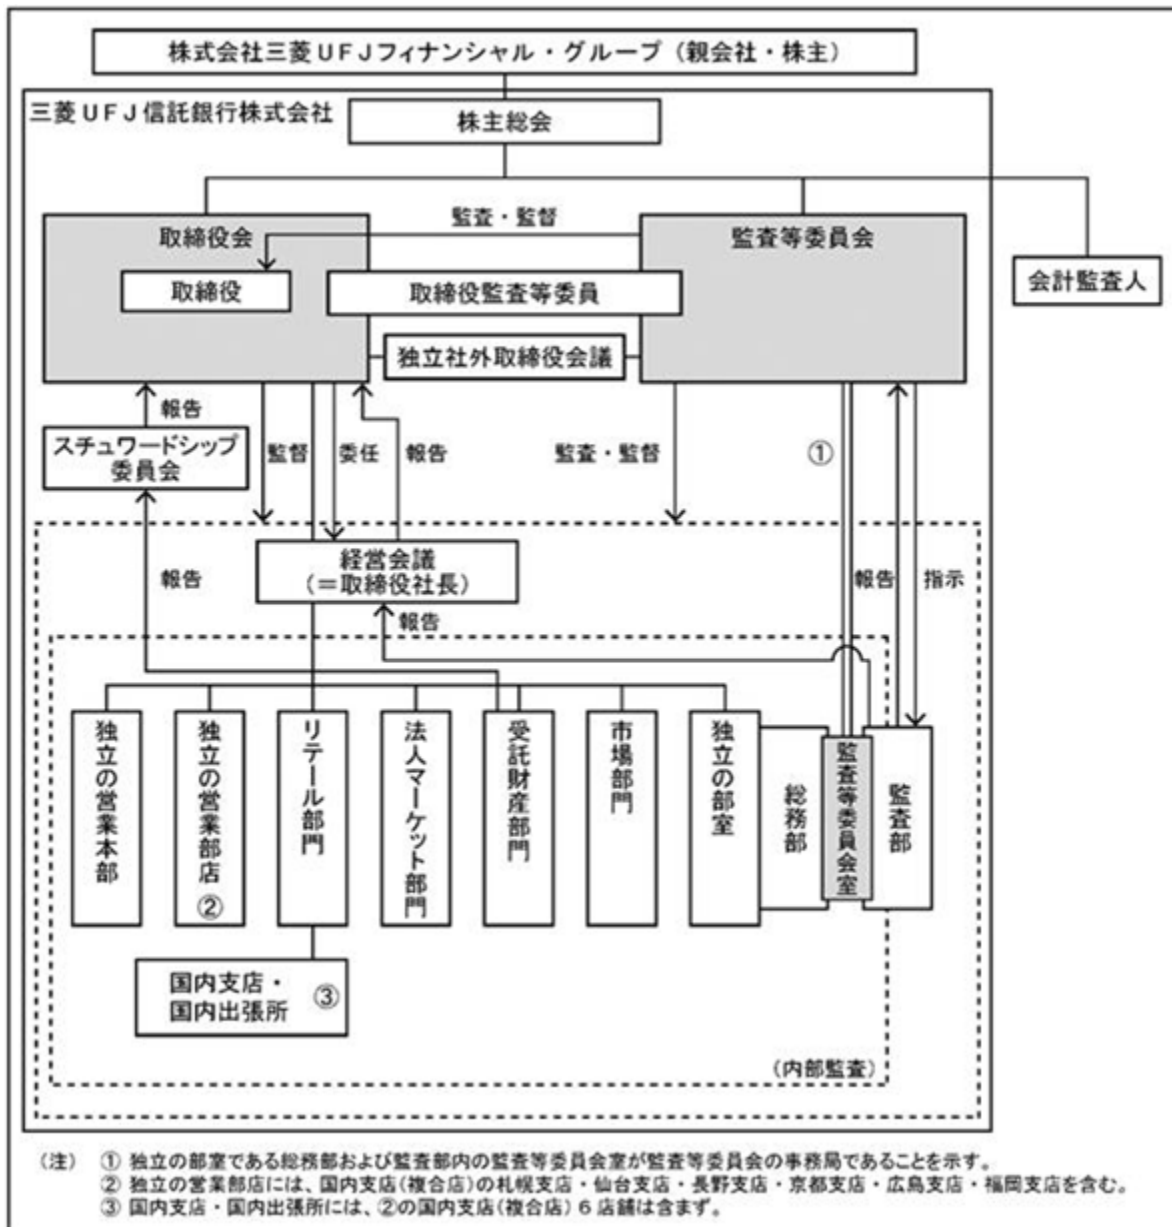 株式会社三菱UFJフィナンシャル・グループ（親会社・株主）
三菱UFJ信託銀行株式会社
株主総会
取締役会
監査・監督
監査等委員会
取締役
取締役監査等委員
会計監査人
独立社外取締役会議
報告
スチュワードシップ
委員会
監督
委任
報告
監査・監督
①
報告
経営会議
（＝取締役社長）
報告
報告
指示
独立の営業本部
独立の営業部店②
リテール部門
法人マーケット部門
受託財産部門
市場部門
独立の部室
総務部
監査等委員会室
監査部
国内支店・
国内出張所
③
（内部監査）
（注） ① 独立の部室である総務部および監査部内の監査等委員会室が監査等委員会の事務局であることを示す。
② 独立の営業部店には、国内支店（複合店）の札幌支店・仙台支店・長野支店・京都支店・広島支店・福岡支店を含む。
③ 国内支店・国内出張所には、②の国内支店（複合店）６店舗は含まず。